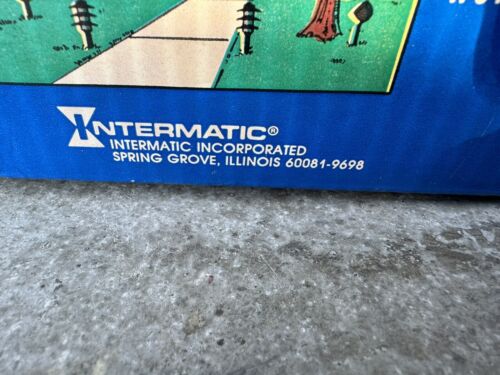 INTERMATIC®
INTERMATIC INCORPORATED
SPRING GROVE, ILLINOIS 60081-9698